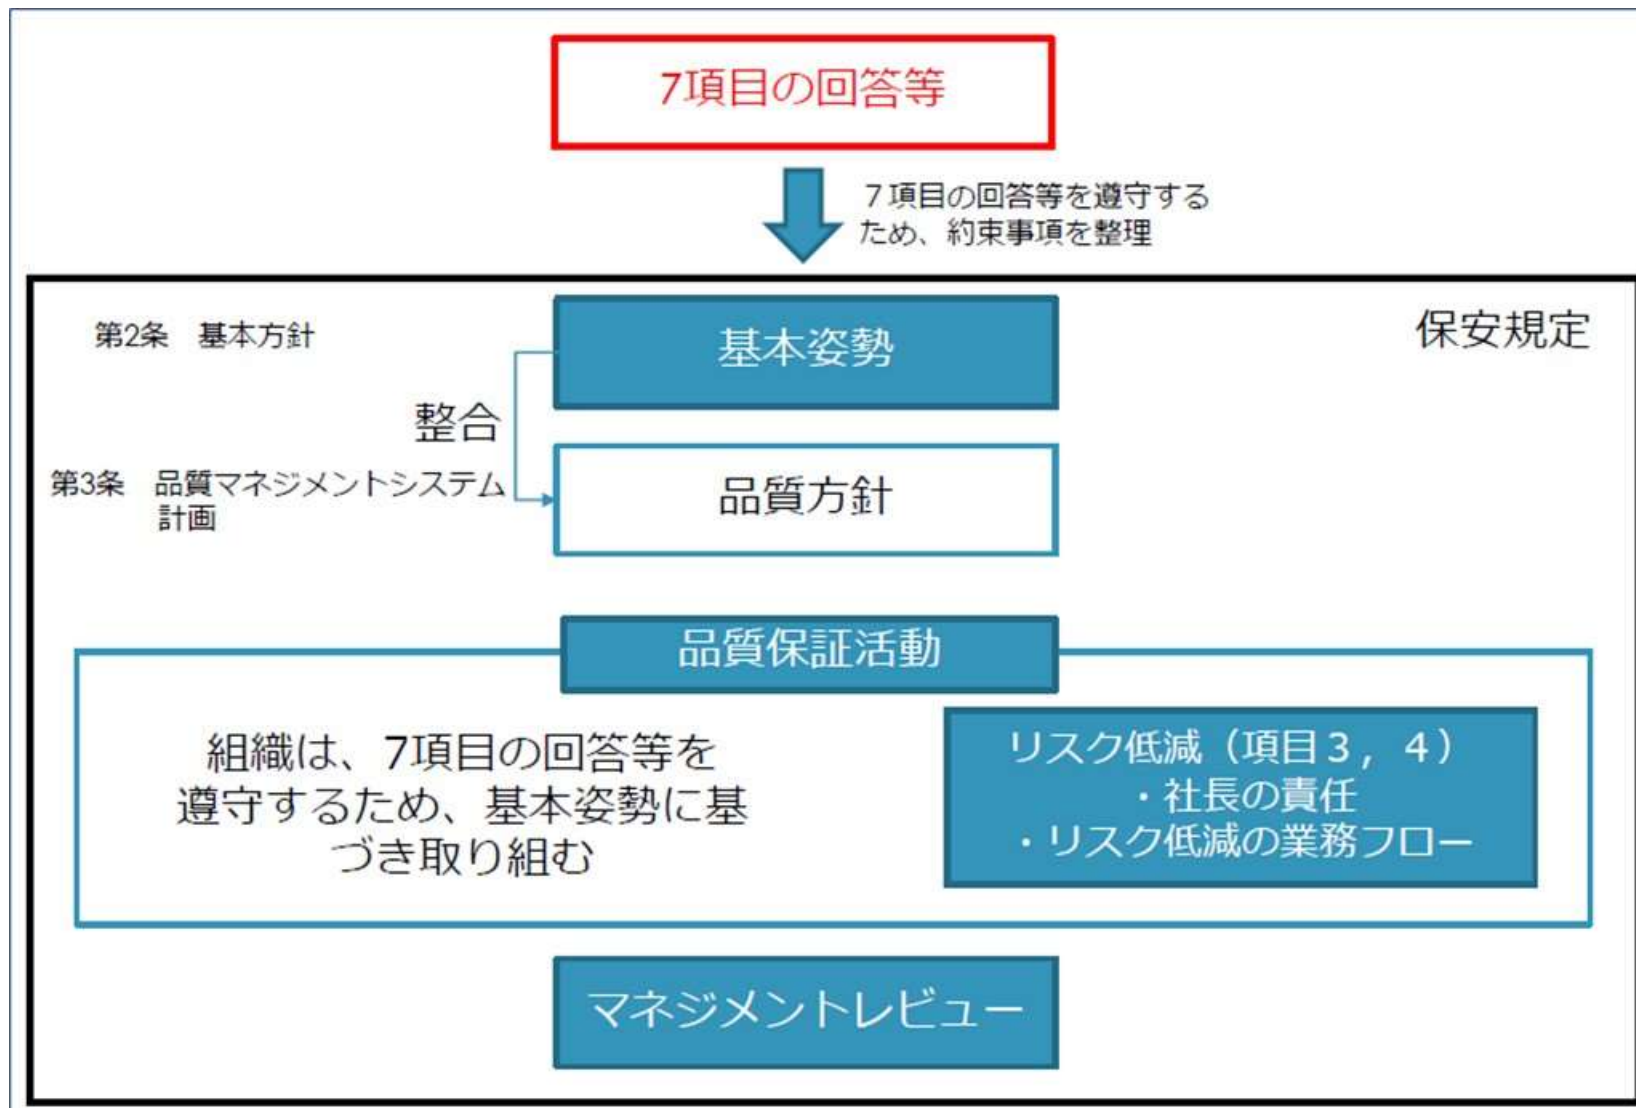 7項目の回答等
７項目の回答等を遵守する
ため、約束事項を整理
保安規定
第2条　基本方針
基本姿勢
整合
第3条　品質マネジメントシステム
計画
品質方針
品質保証活動
組織は、7項目の回答等を
遵守するため、基本姿勢に基
づき取り組む
リスク低減（項目３，４）
・社長の責任
・リスク低減の業務フロー
マネジメントレビュー